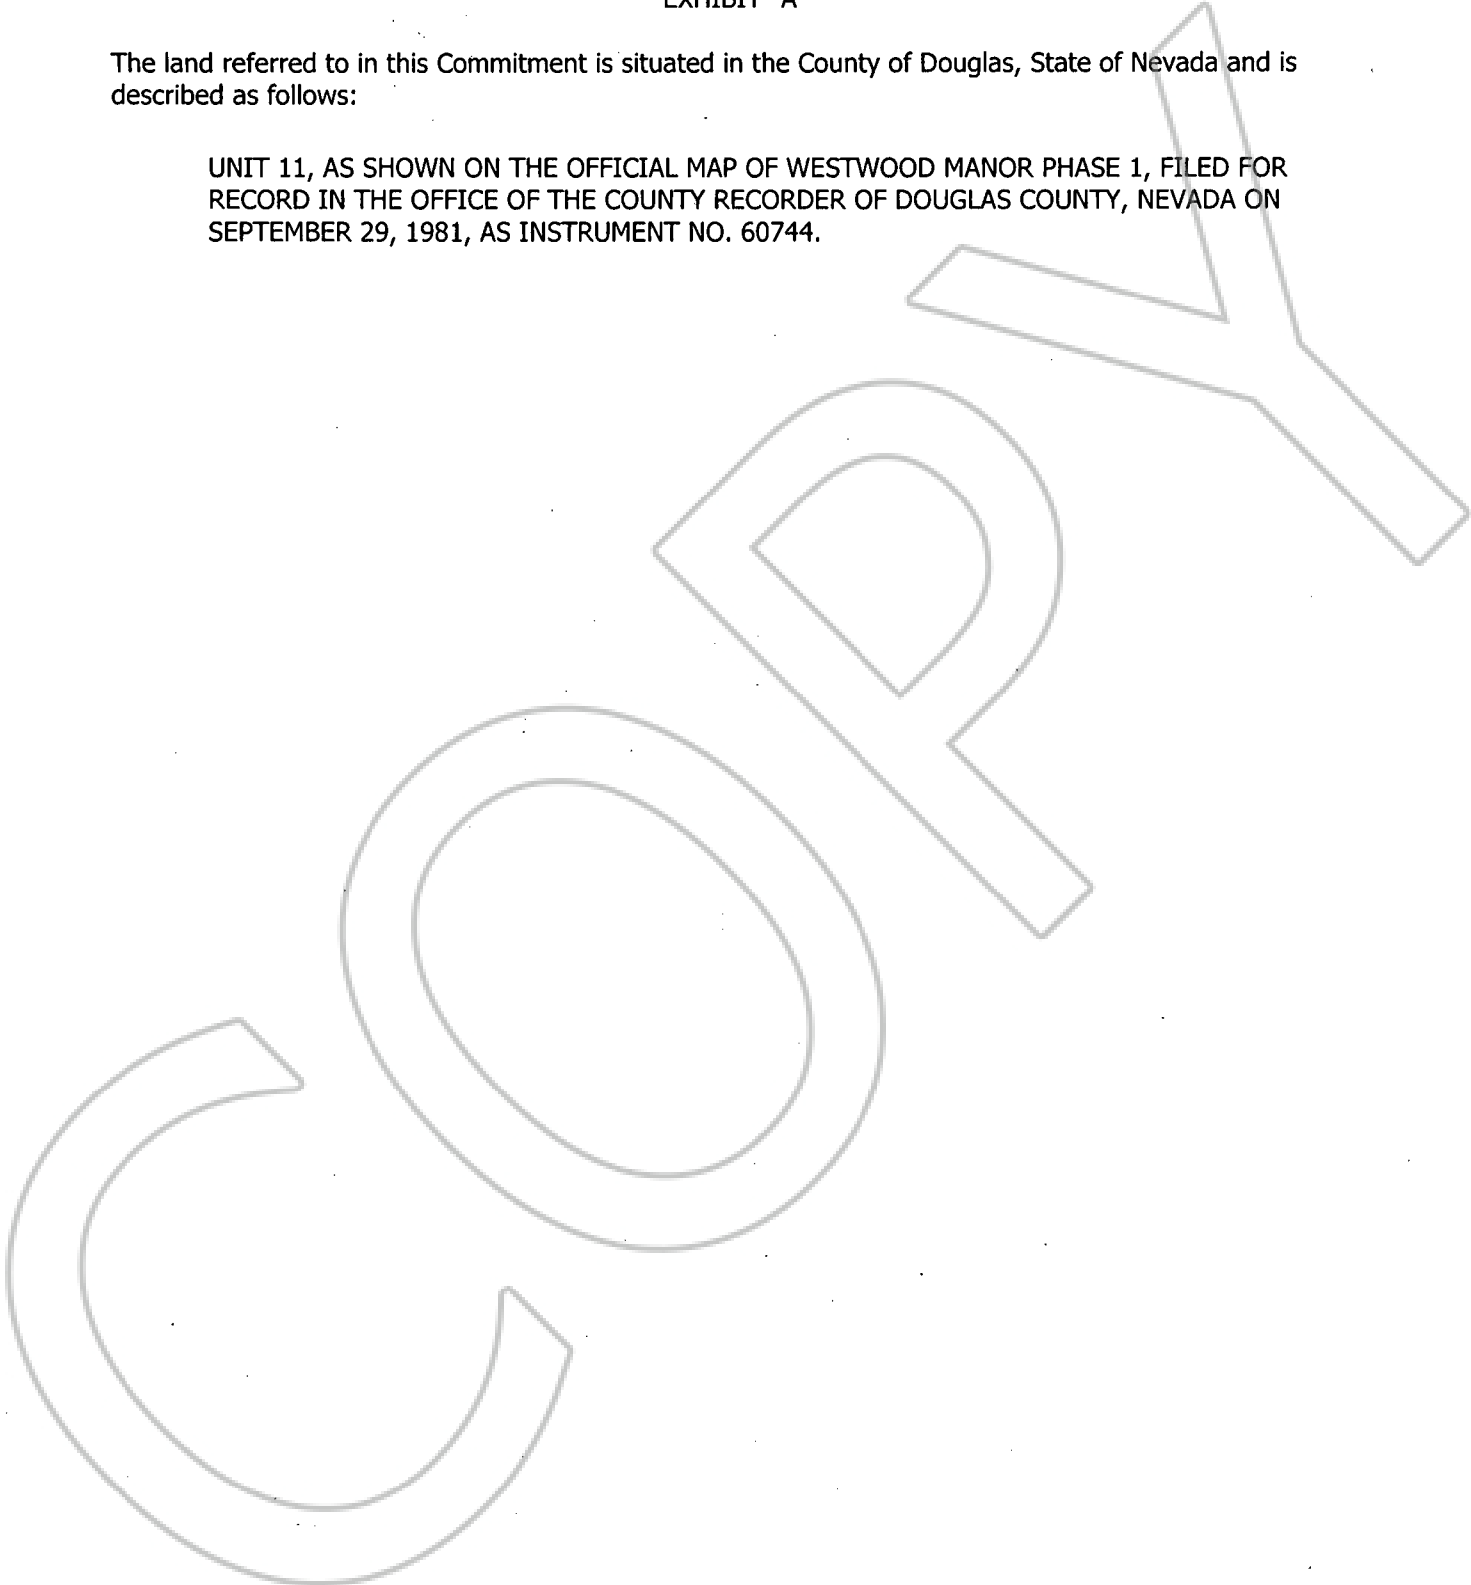 EXHIBIT "A"
The land referred to in this Commitment is situated in the County of Douglas, State of Nevada and is
described as follows:
UNIT 11, AS SHOWN ON THE OFFICIAL MAP OF WESTWOOD MANOR PHASE 1, FILED FOR
RECORD IN THE OFFICE OF THE COUNTY RECORDER OF DOUGLAS COUNTY, NEVADA ON
SEPTEMBER 29, 1981, AS INSTRUMENT NO. 60744.
COPY